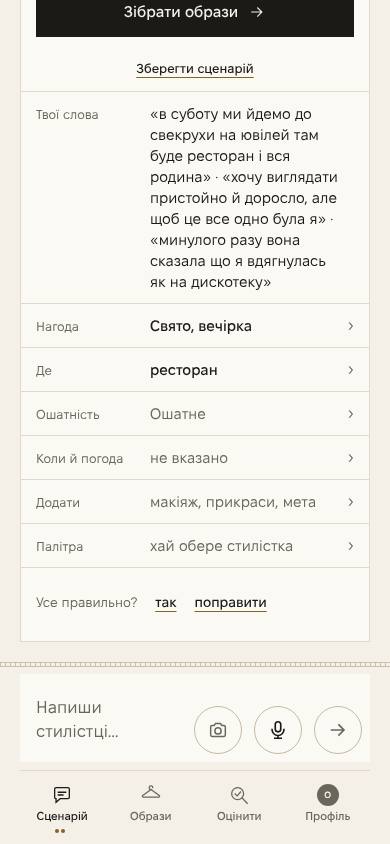 Зібрати образи →
Зберегти сценарій
Твої слова
«в суботу ми йдемо до
свекрухи на ювілей там
буде ресторан і вся
родина» · «хочу виглядати
пристойно й доросло, але
щоб це все одно була я» ·
«минулого разу вона
сказала що я вдягнулась
як на дискотеку»
Нагода Свято, вечірка
Де ресторан
Ошатність Ошатне
Коли й погода не вказано
Додати макіяж, прикраси, мета
Палітра хай обере стилістка
Усе правильно? так поправити
Напиши
стилістці...
Сценарій Образи Оцінити Профіль
О